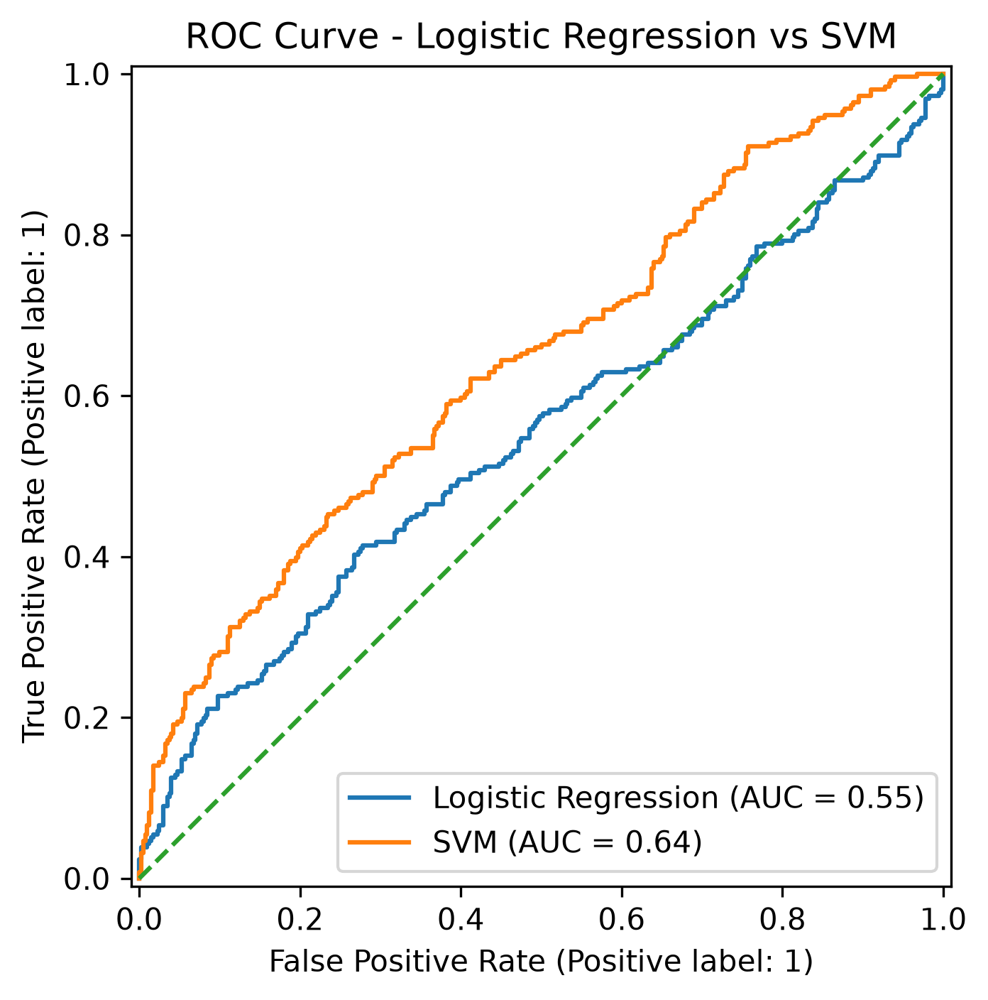 ROC Curve - Logistic Regression vs SVM
True Positive Rate (Positive label: 1)
1.0
0.8
0.6
0.4
0.2
0.0
Logistic Regression (AUC = 0.55)
SVM (AUC = 0.64)
0.0 0.2 0.4 0.6 0.8 1.0
False Positive Rate (Positive label: 1)